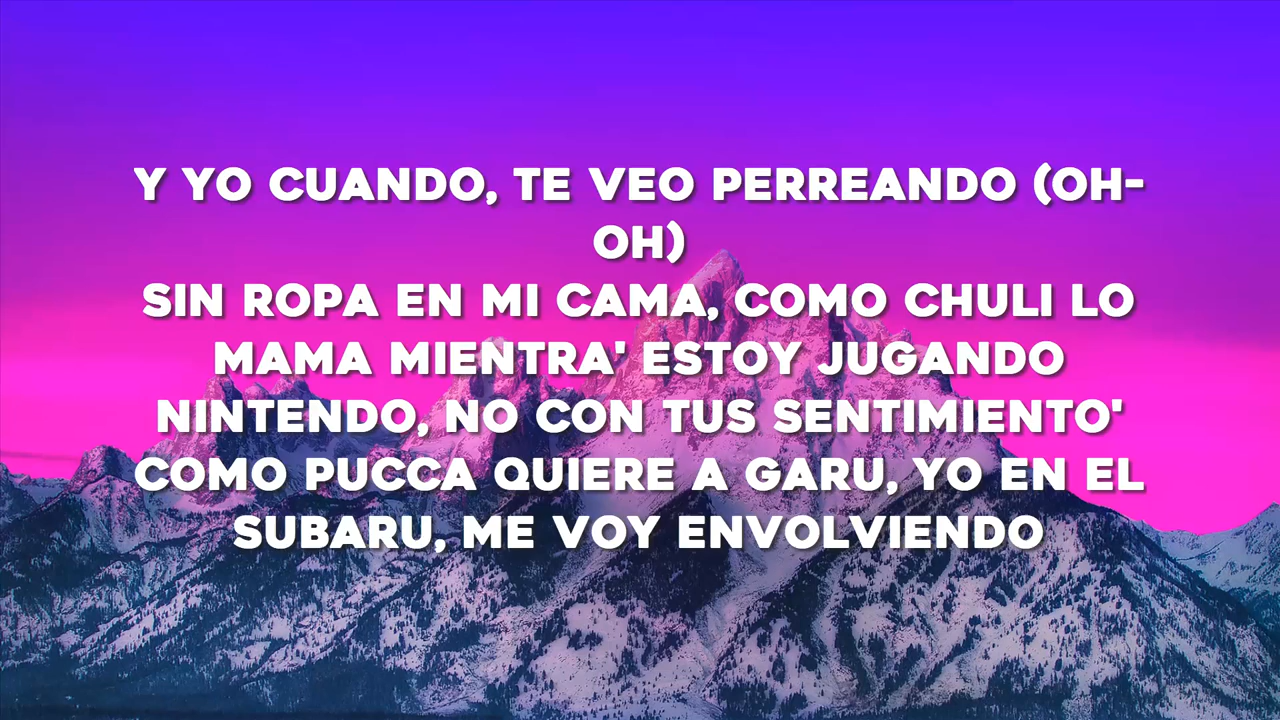 Y YO CUANDO, TE VEO PERREANDO (OH-
OH)
SIN ROPA EN MI CAMA, COMO CHULI LO
MAMA MIENTRA' ESTOY JUGANDO
NINTENDO, NO CON TUS SENTIMIENTO'
COMO PUCCA QUIERE A GARU, YO EN EL
SUBARU, ME VOY ENVOLVIENDO